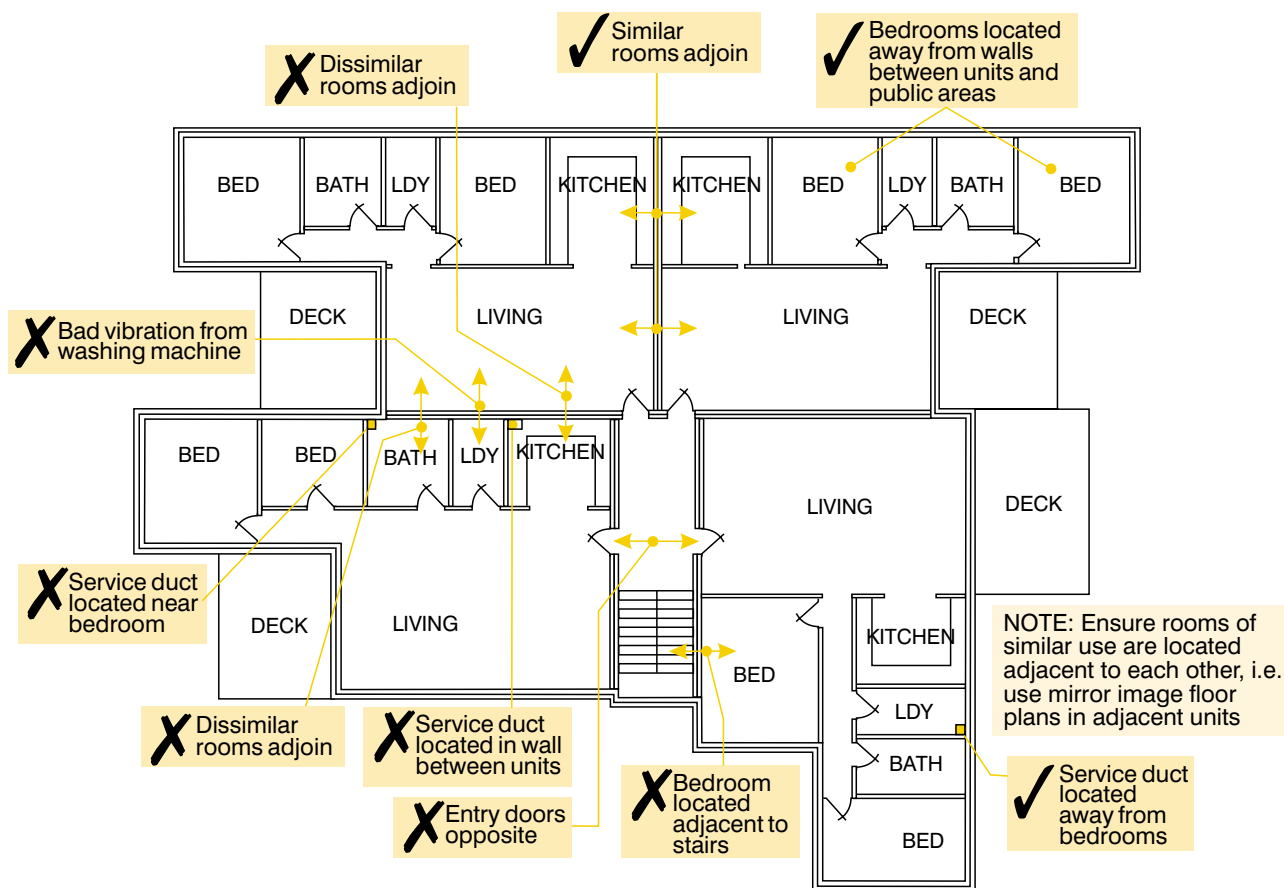 Similar
rooms adjoin
Bedrooms located
away from walls
between units and
public areas
Dissimilar
rooms adjoin
BED
BATH
LDY
BED
KITCHEN
KITCHEN
BED
LDY
BATH
BED
DECK
LIVING
LIVING
DECK
Bad vibration from
washing machine
BED
BED
BATH
LDY
KITCHEN
LIVING
DECK
Service duct
located near
bedroom
DECK
LIVING
BED
KITCHEN
LDY
BATH
BED
NOTE: Ensure rooms of
similar use are located
adjacent to each other, i.e.
use mirror image floor
plans in adjacent units
Dissimilar
rooms adjoin
Service duct
located in wall
between units
Entry doors
opposite
Bedroom
located
adjacent to
stairs
Service duct
located
away from
bedrooms